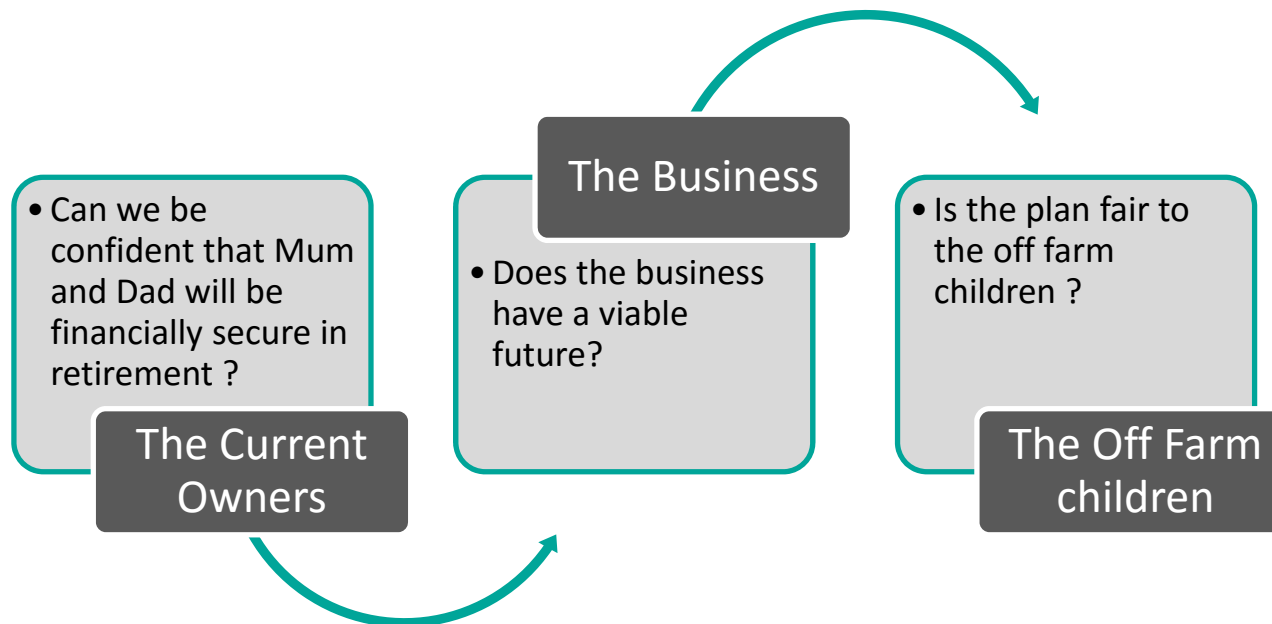 • Can we be
confident that Mum
and Dad will be
financially secure in
retirement ?
The Current
Owners
The Business
• Does the business
have a viable
future?
• Is the plan fair to
the off farm
children ?
The Off Farm
children